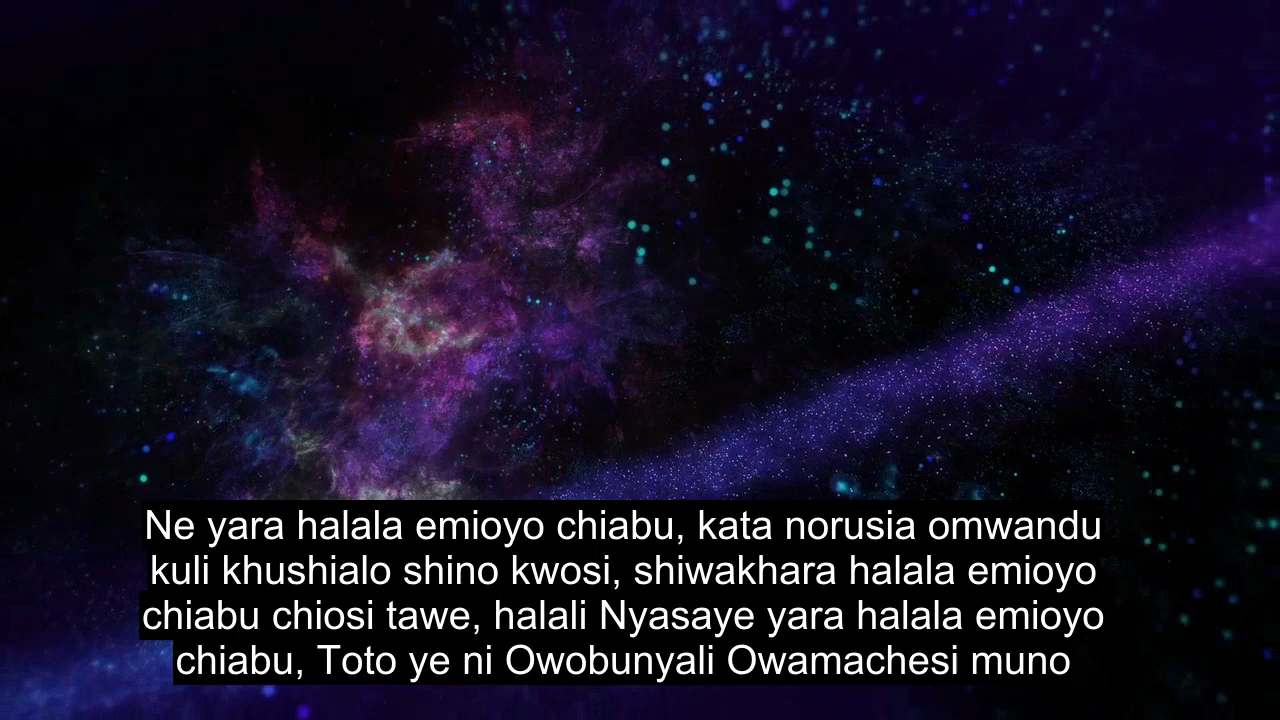 Ne yara halala emioyo chiabu, kata norusia omwandu
kuli khushialo shino kwosi, shiwakhara halala emioyo
chiabu chiosi tawe, halali Nyasaye yara halala emioyo
chiabu, Toto ye ni Owobunyali Owamachesi muno